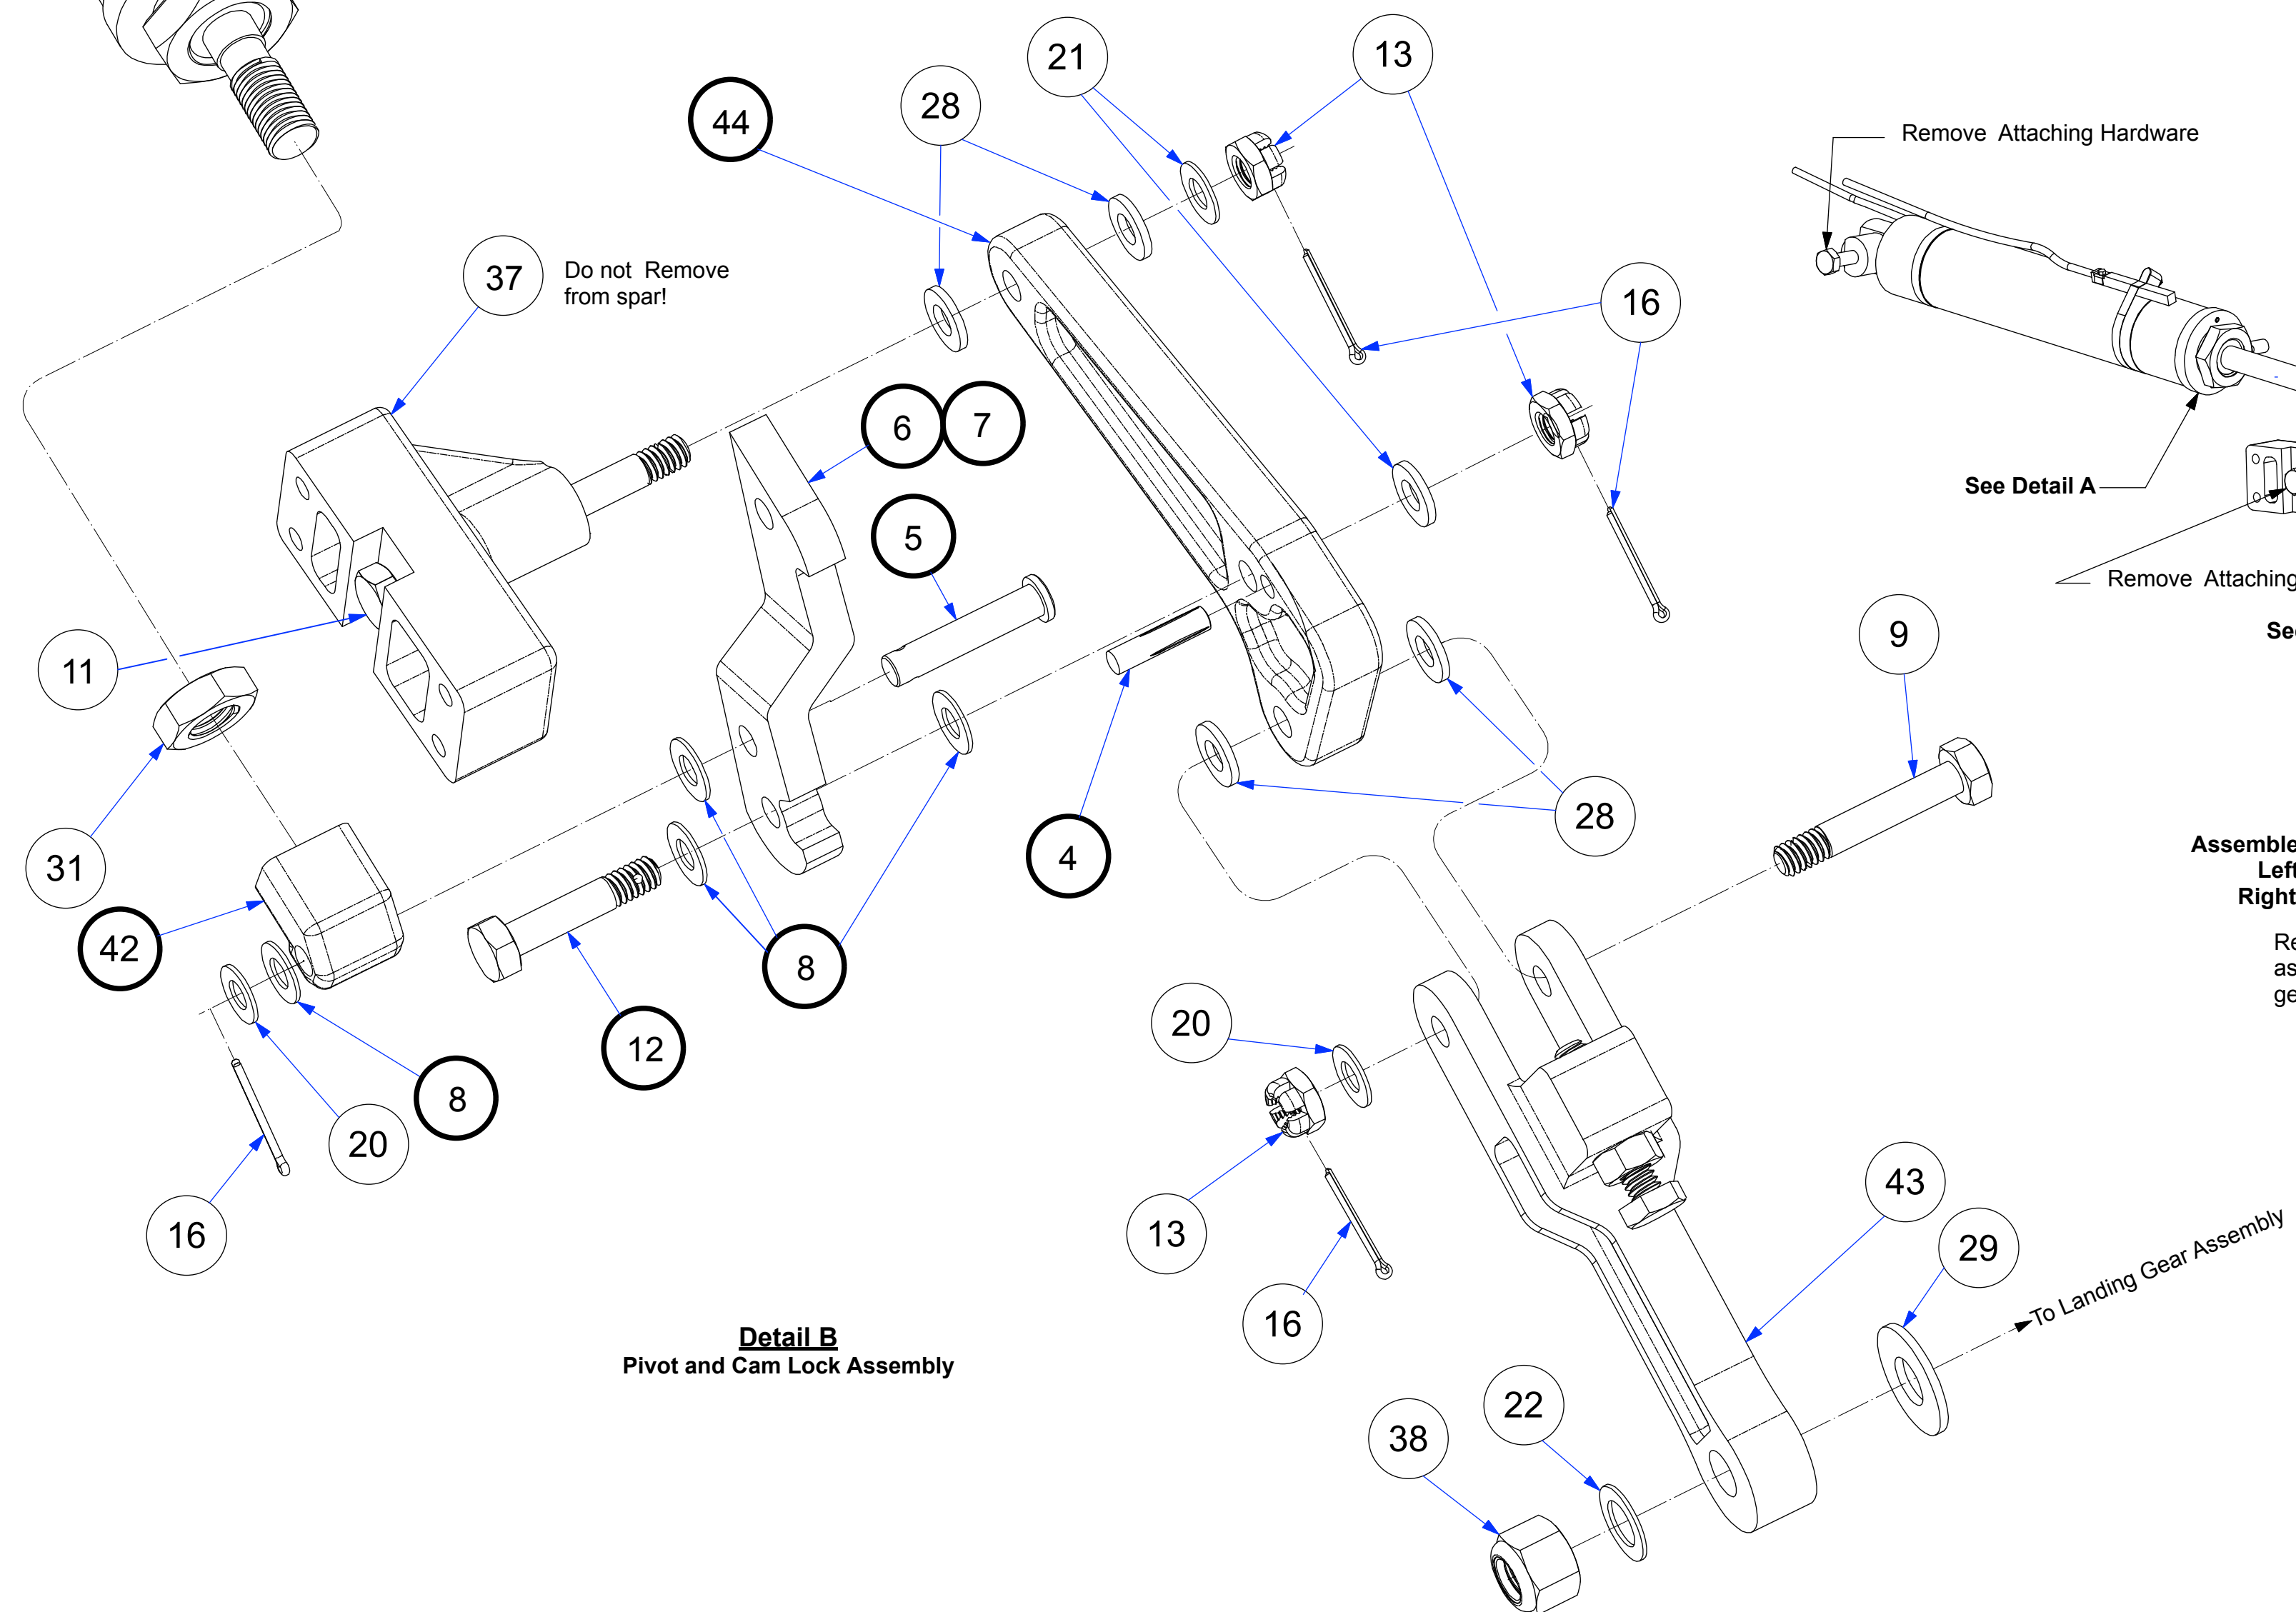 21
13
28
44
Remove Attaching Hardware
37
Do not Remove
from spar!
16
6
7
See Detail A
5
Remove Attaching
11
9
28
Assemble
Left
Right
4
31
42
8
20
12
8
20
16
13
43
29
16
To Landing Gear Assembly
Detail B
Pivot and Cam Lock Assembly
22
38